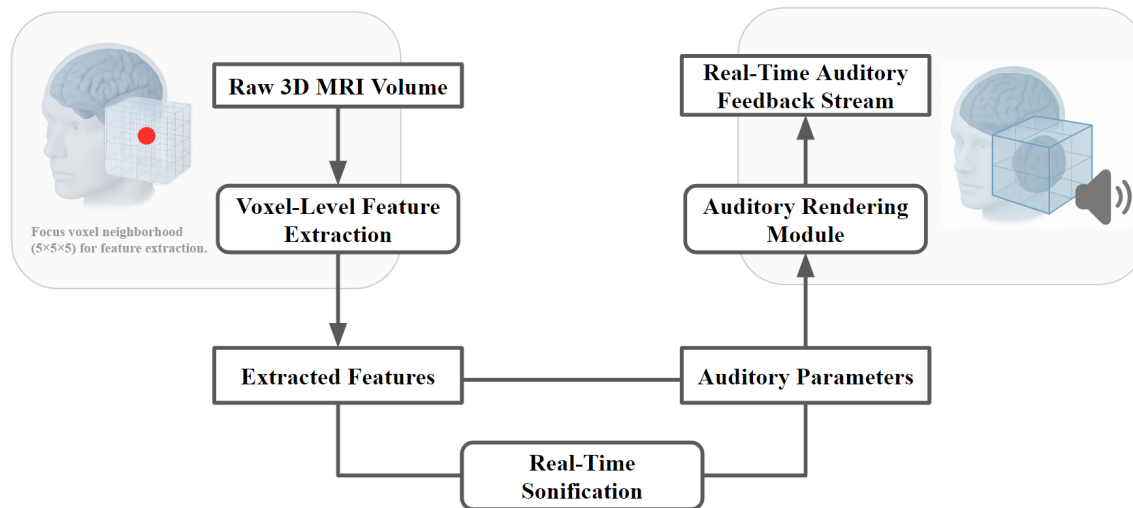 Raw 3D MRI Volume
Voxel-Level Feature
Extraction
Focus voxel neighborhood
(5×5×5) for feature extraction.
Extracted Features
Real-Time
Sonification
Auditory Parameters
Auditory Rendering
Module
Real-Time Auditory
Feedback Stream